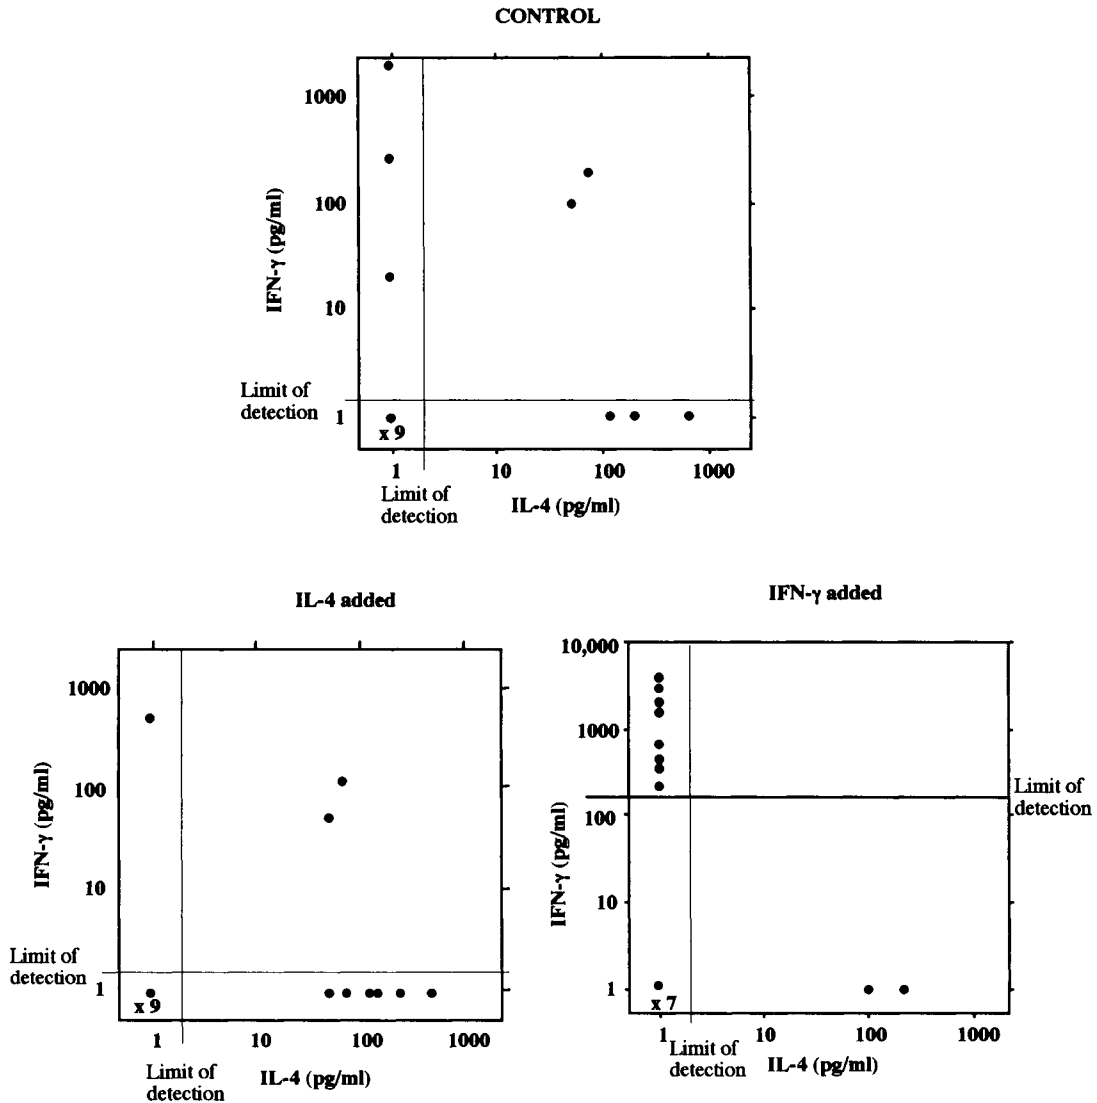 CONTROL
1000
100
10
1
IFN-γ (pg/ml)
Limit of
detection
x 9
1 10 100 1000
Limit of
detection
IL-4 (pg/ml)
IL-4 added
1000
100
10
1
IFN-γ (pg/ml)
Limit of
detection
x 9
1 10 100 1000
Limit of
detection
IL-4 (pg/ml)
IFN-γ added
10,000
1000
100
10
1
IFN-γ (pg/ml)
Limit of
detection
x 7
1 10 100 1000
Limit of
detection
IL-4 (pg/ml)